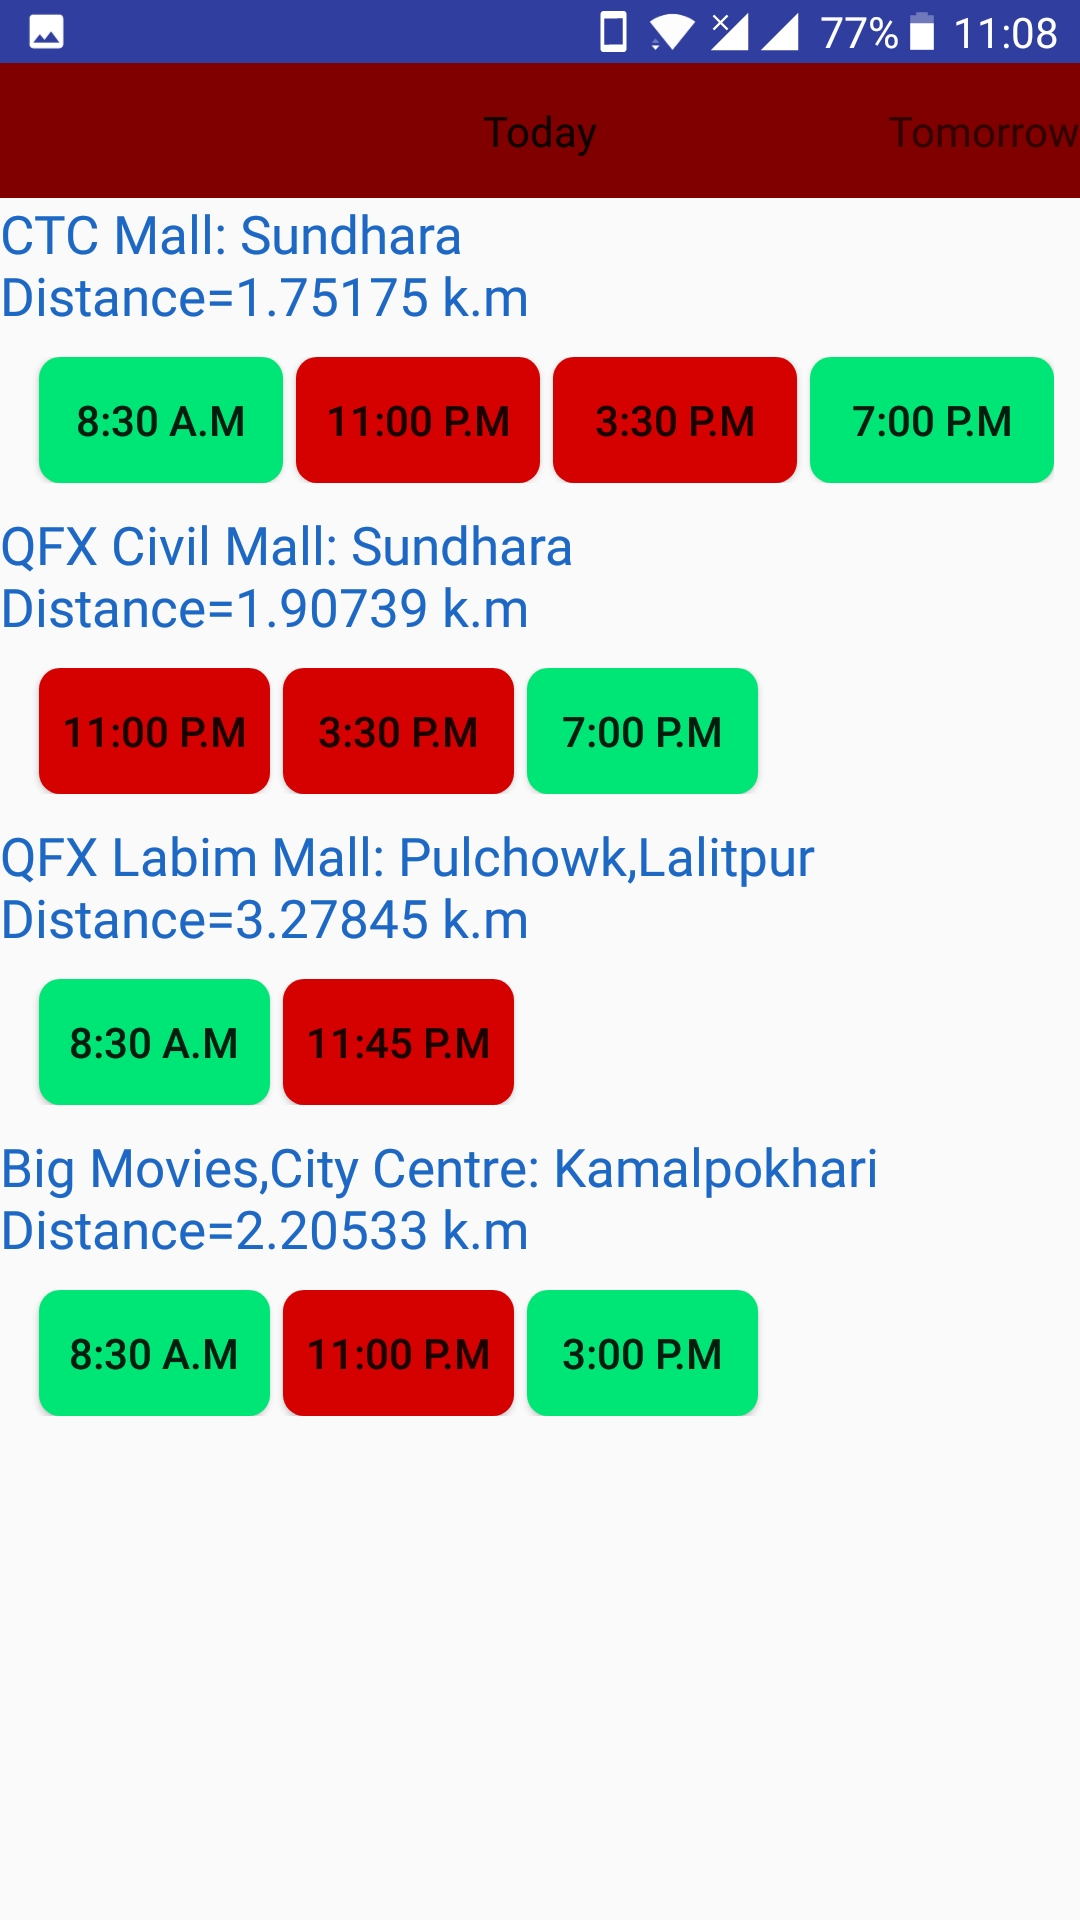 77% 11:08
Today Tomorrow
CTC Mall: Sundhara
Distance=1.75175 k.m
8:30 A.M 11:00 P.M 3:30 P.M 7:00 P.M
QFX Civil Mall: Sundhara
Distance=1.90739 k.m
11:00 P.M 3:30 P.M 7:00 P.M
QFX Labim Mall: Pulchowk,Lalitpur
Distance=3.27845 k.m
8:30 A.M 11:45 P.M
Big Movies,City Centre: Kamalpokhari
Distance=2.20533 k.m
8:30 A.M 11:00 P.M 3:00 P.M